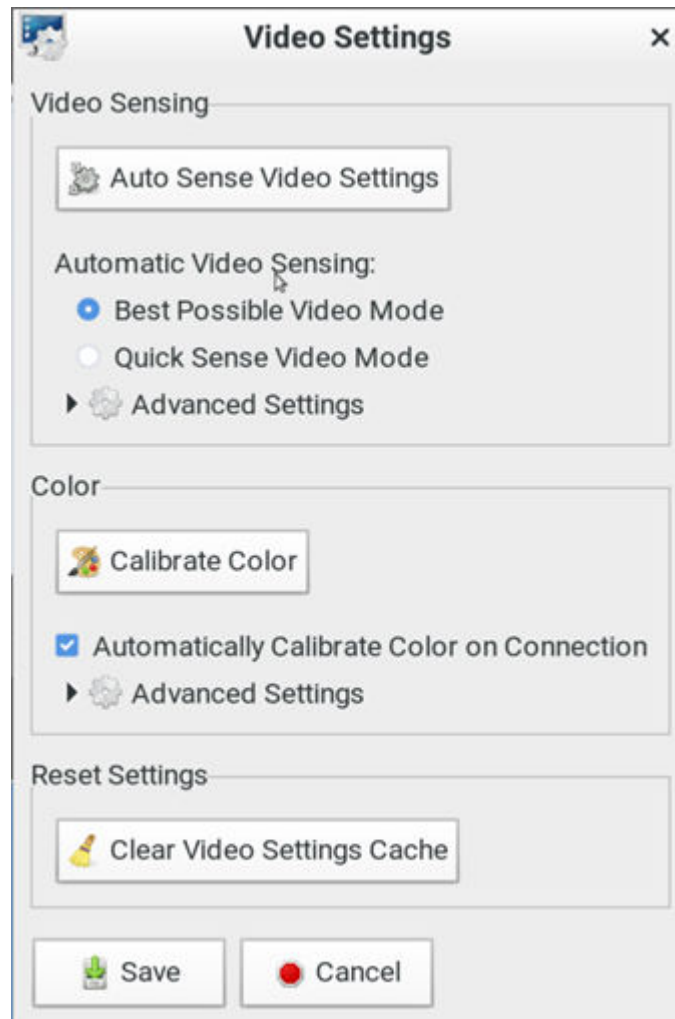 Video Settings
Video Sensing
Auto Sense Video Settings
Automatic Video Sensing:
Best Possible Video Mode
Quick Sense Video Mode
Advanced Settings
Color
Calibrate Color
Automatically Calibrate Color on Connection
Advanced Settings
Reset Settings
Clear Video Settings Cache
Save Cancel